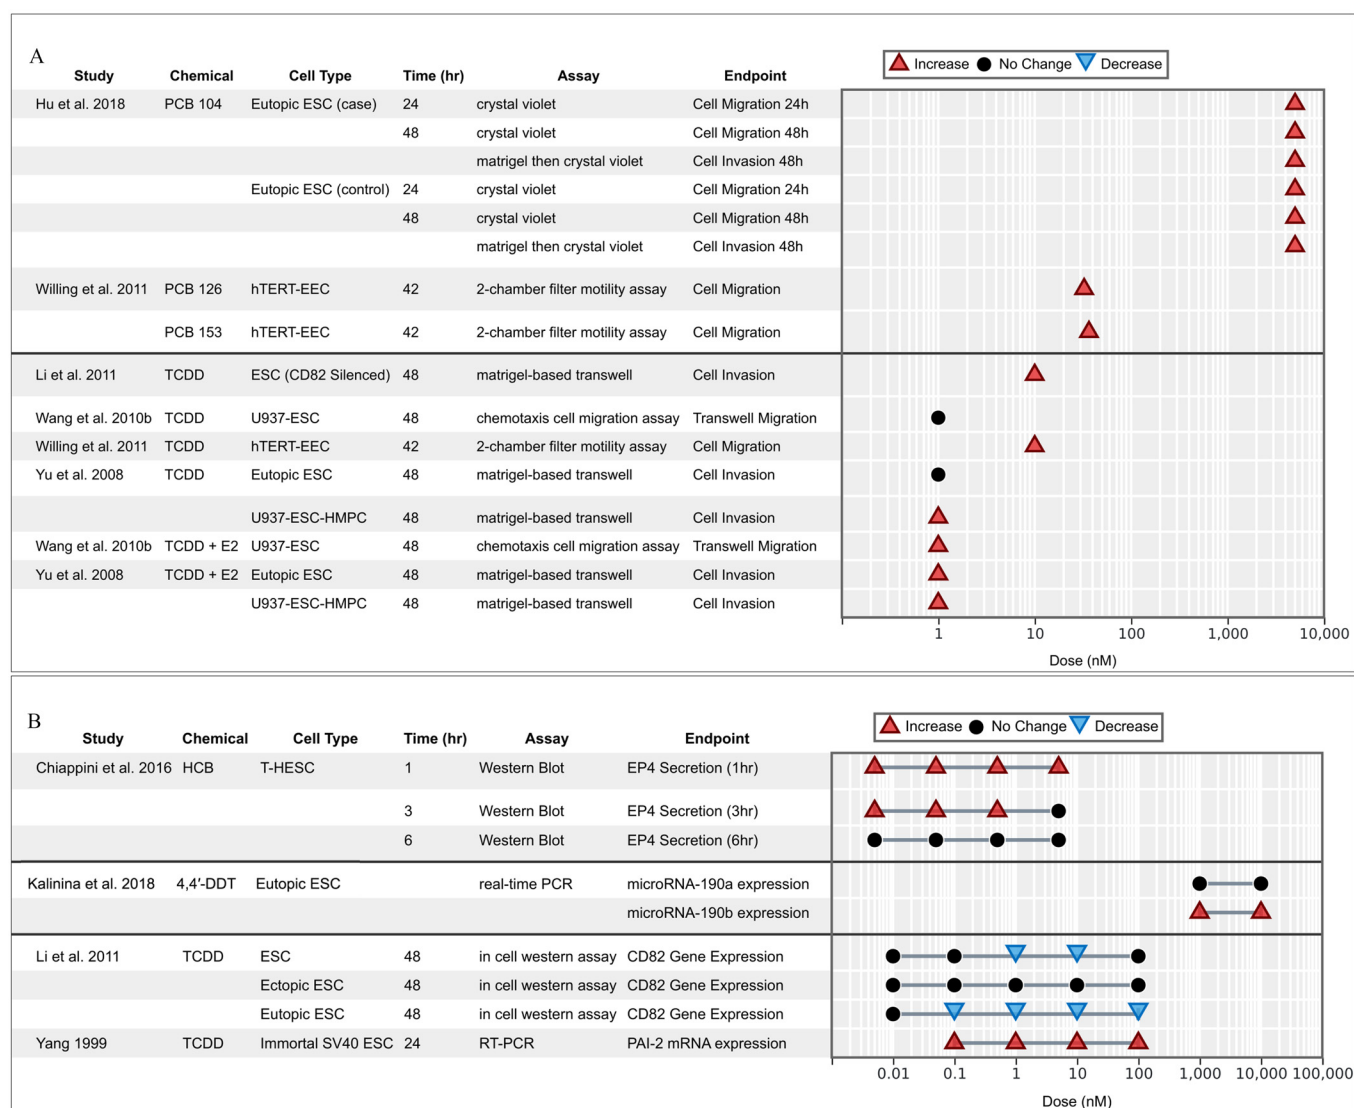 A
Increase No Change Decrease
Study Chemical Cell Type Time (hr) Assay Endpoint
Hu et al. 2018 PCB 104 Eutopic ESC (case) 24 crystal violet Cell Migration 24h
48 crystal violet Cell Migration 48h
matrigel then crystal violet Cell Invasion 48h
Eutopic ESC (control) 24 crystal violet Cell Migration 24h
48 crystal violet Cell Migration 48h
matrigel then crystal violet Cell Invasion 48h
Willing et al. 2011 PCB 126 hTERT-EEC 42 2-chamber filter motility assay Cell Migration
PCB 153 hTERT-EEC 42 2-chamber filter motility assay Cell Migration
Li et al. 2011 TCDD ESC (CD82 Silenced) 48 matrigel-based transwell Cell Invasion
Wang et al. 2010b TCDD U937-ESC 48 chemotaxis cell migration assay Transwell Migration
Willing et al. 2011 TCDD hTERT-EEC 42 2-chamber filter motility assay Cell Migration
Yu et al. 2008 TCDD Eutopic ESC 48 matrigel-based transwell Cell Invasion
U937-ESC-HMPC 48 matrigel-based transwell Cell Invasion
Wang et al. 2010b TCDD + E2 U937-ESC 48 chemotaxis cell migration assay Transwell Migration
Yu et al. 2008 TCDD + E2 Eutopic ESC 48 matrigel-based transwell Cell Invasion
U937-ESC-HMPC 48 matrigel-based transwell Cell Invasion
1 10 100 1,000 10,000
Dose (nM)
B
Increase No Change Decrease
Study Chemical Cell Type Time (hr) Assay Endpoint
Chiappini et al. 2016 HCB T-HESC 1 Western Blot EP4 Secretion (1hr)
3 Western Blot EP4 Secretion (3hr)
6 Western Blot EP4 Secretion (6hr)
Kalinina et al. 2018 4,4′-DDT Eutopic ESC real-time PCR microRNA-190a expression
microRNA-190b expression
Li et al. 2011 TCDD ESC 48 in cell western assay CD82 Gene Expression
Ectopic ESC 48 in cell western assay CD82 Gene Expression
Eutopic ESC 48 in cell western assay CD82 Gene Expression
Yang 1999 TCDD Immortal SV40 ESC 24 RT-PCR PAI-2 mRNA expression
0.01 0.1 1 10 100 1,000 10,000 100,000
Dose (nM)